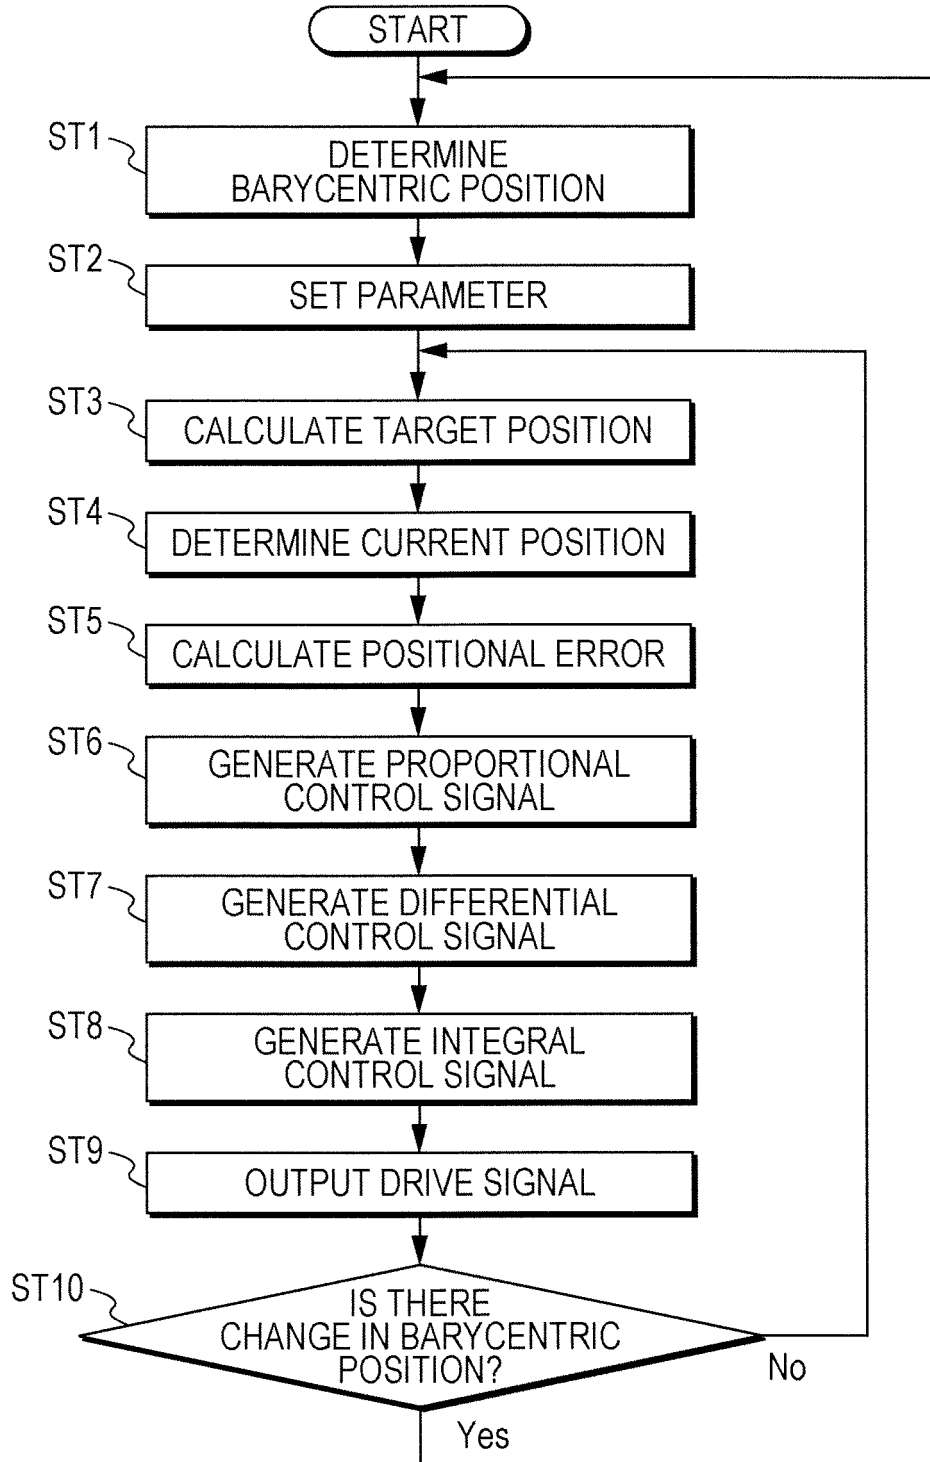 START
ST1
DETERMINE
BARYCENTRIC POSITION
ST2
SET PARAMETER
ST3
CALCULATE TARGET POSITION
ST4
DETERMINE CURRENT POSITION
ST5
CALCULATE POSITIONAL ERROR
ST6
GENERATE PROPORTIONAL
CONTROL SIGNAL
ST7
GENERATE DIFFERENTIAL
CONTROL SIGNAL
ST8
GENERATE INTEGRAL
CONTROL SIGNAL
ST9
OUTPUT DRIVE SIGNAL
ST10
IS THERE
CHANGE IN BARYCENTRIC
POSITION?
No
Yes